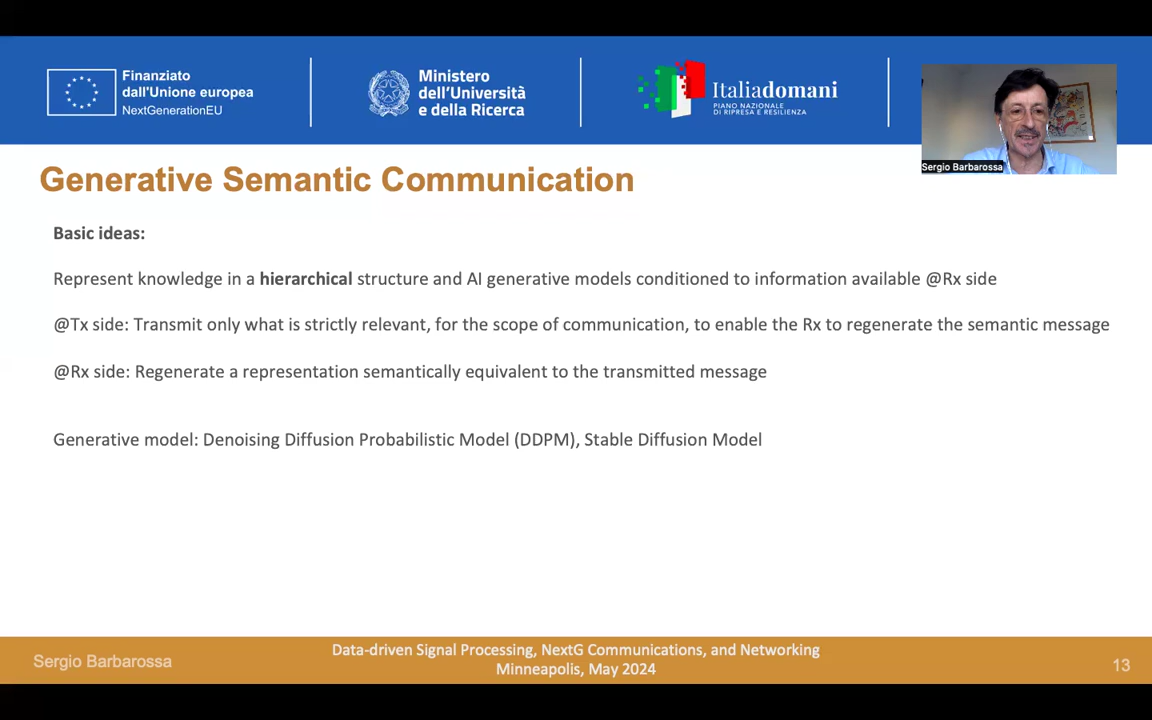 Finanziato
dall'Unione europea
NextGenerationEU
Ministero
dell'Università
e della Ricerca
Italiadomani
PIANO NAZIONALE
DI RIPRESA E RESILIENZA
Sergio Barbarossa
Generative Semantic Communication
Basic ideas:
Represent knowledge in a hierarchical structure and AI generative models conditioned to information available @Rx side
@Tx side: Transmit only what is strictly relevant, for the scope of communication, to enable the Rx to regenerate the semantic message
@Rx side: Regenerate a representation semantically equivalent to the transmitted message
Generative model: Denoising Diffusion Probabilistic Model (DDPM), Stable Diffusion Model
Sergio Barbarossa
Data-driven Signal Processing, NextG Communications, and Networking
Minneapolis, May 2024
13